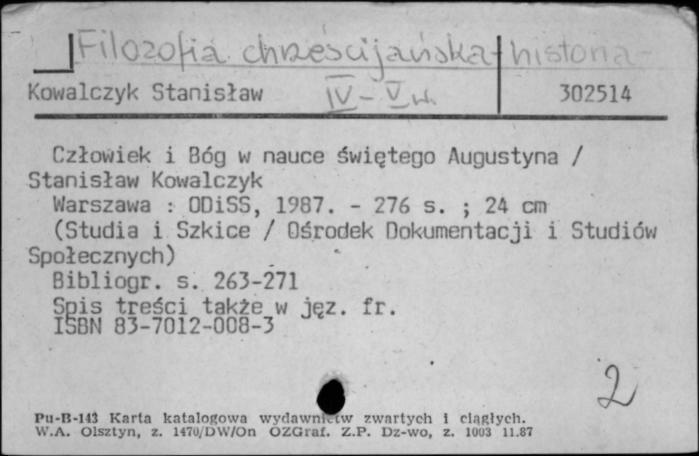 Filozofia chrześcijańska - historia -
IV - V w.
Kowalczyk Stanisław 302514
Człowiek i Bóg w nauce świętego Augustyna /
Stanisław Kowalczyk
Warszawa : ODiSS, 1987. - 276 s. ; 24 cm
(Studia i Szkice / Ośrodek Dokumentacji i Studiów
Społecznych)
Bibliogr. s. 263-271
Spis treści także w jęz. fr.
ISBN 83-7012-008-3
2
Pu-B-143 Karta katalogowa wydawnictw zwartych i ciągłych.
W.A. Olsztyn, z. 1470/DW/On OZGraf. Z.P. Dz-wo, z. 1003 11.87